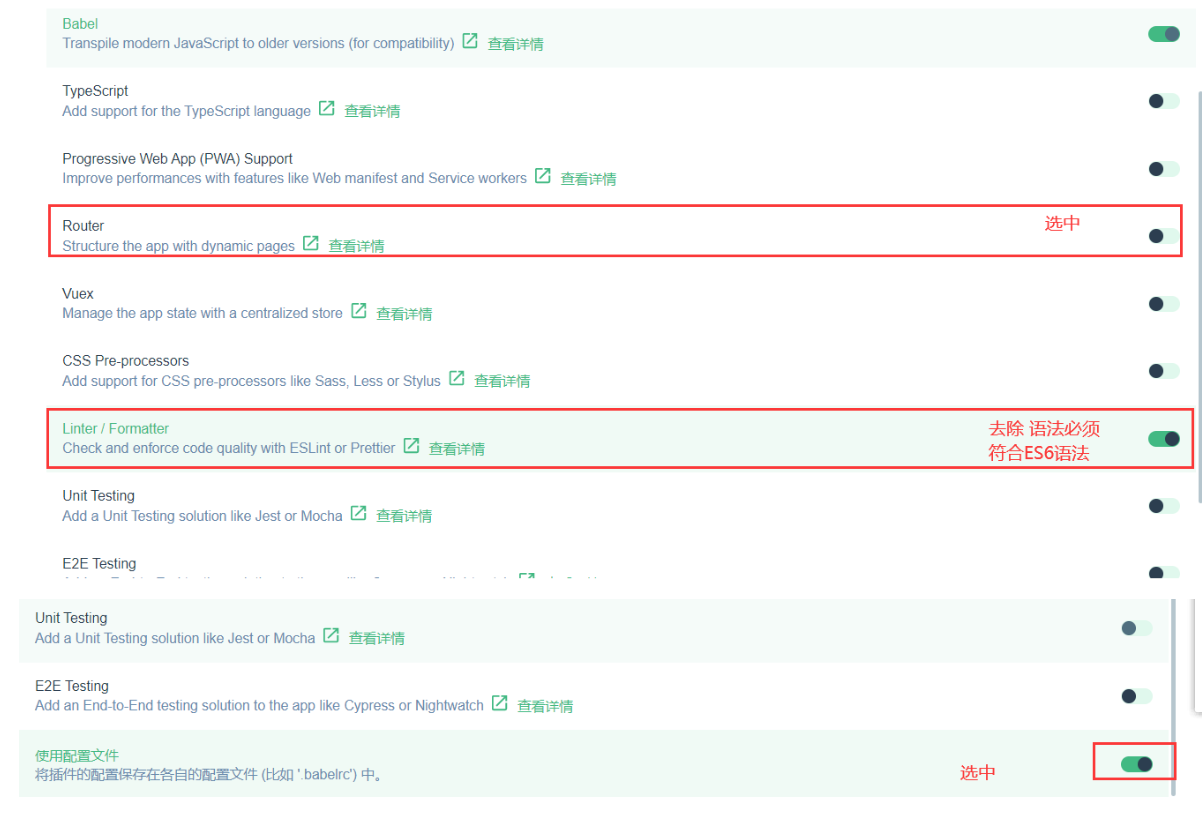 Babel
Transpile modern JavaScript to older versions (for compatibility) 查看详情
TypeScript
Add support for the TypeScript language 查看详情
Progressive Web App (PWA) Support
Improve performances with features like Web manifest and Service workers 查看详情
Router
选中
Structure the app with dynamic pages 查看详情
Vuex
Manage the app state with a centralized store 查看详情
CSS Pre-processors
Add support for CSS pre-processors like Sass, Less or Stylus 查看详情
Linter / Formatter
去除 语法必须
Check and enforce code quality with ESLint or Prettier 查看详情
符合ES6语法
Unit Testing
Add a Unit Testing solution like Jest or Mocha 查看详情
E2E Testing
Unit Testing
Add a Unit Testing solution like Jest or Mocha 查看详情
E2E Testing
Add an End-to-End testing solution to the app like Cypress or Nightwatch 查看详情
使用配置文件
将插件的配置保存在各自的配置文件 (比如 '.babelrc') 中。
选中